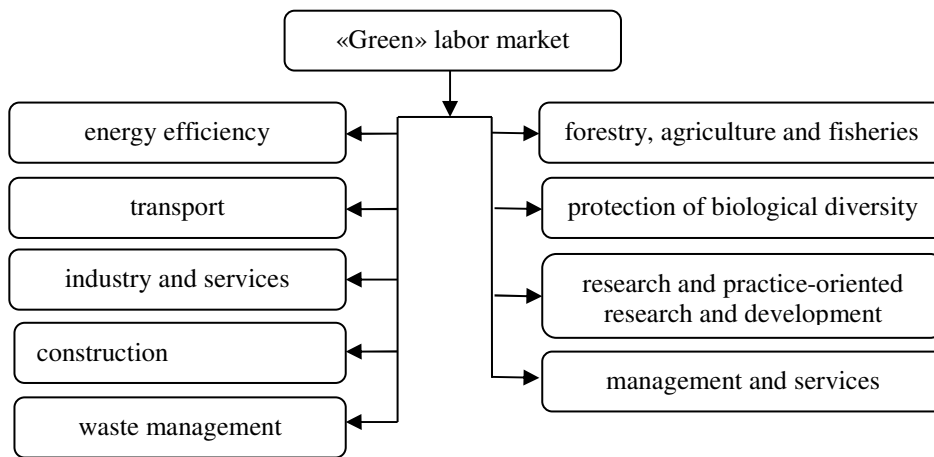 «Green» labor market
energy efficiency
transport
industry and services
construction
waste management
forestry, agriculture and fisheries
protection of biological diversity
research and practice-oriented
research and development
management and services